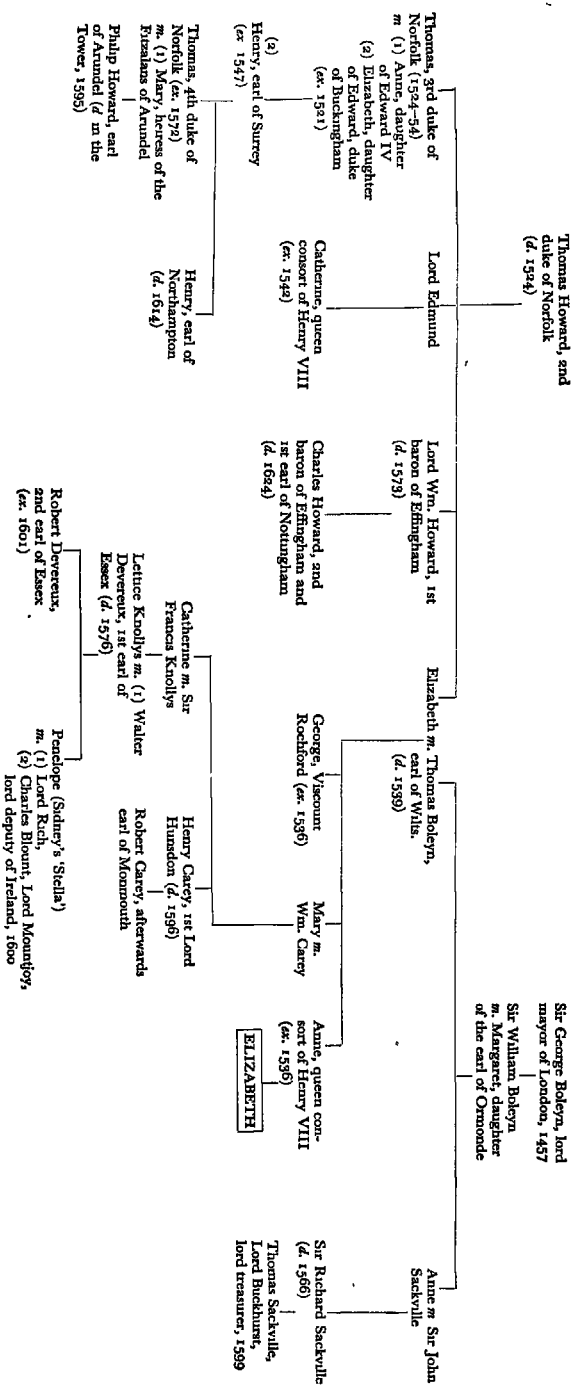 Thomas Howard, 2nd
duke of Norfolk
(d. 1524)
Sir George Boleyn, lord
mayor of London, 1457
Sir William Boleyn
m. Margaret, daughter
of the earl of Ormonde
Thomas, 3rd duke of
Norfolk (1524–54)
m (1) Anne, daughter
of Edward IV
(2) Elizabeth, daughter
of Edward, duke
of Buckingham
(ex. 1521)
Lord Edmund
Lord Wm. Howard, 1st
baron of Effingham
(d. 1573)
Elizabeth m. Thomas Boleyn,
earl of Wilts.
(d. 1539)
Anne m Sir John
Sackville
(2)
Henry, earl of Surrey
(ex 1547)
Catherine, queen
consort of Henry VIII
(ex. 1542)
Charles Howard, 2nd
baron of Effingham and
1st earl of Nottingham
(d. 1624)
George, Viscount
Rochford (ex. 1536)
Mary m.
Wm. Carey
Anne, queen con-
sort of Henry VIII
(ex. 1536)
Sir Richard Sackville
(d. 1566)
Thomas, 4th duke of
Norfolk (ex. 1572)
m. (1) Mary, heiress of the
Fitzalans of Arundel
Henry, earl of
Northampton
(d. 1614)
Catherine m. Sir
Francis Knollys
Henry Carey, 1st Lord
Hunsdon (d. 1596)
ELIZABETH
Thomas Sackville,
Lord Buckhurst,
lord treasurer, 1599
Philip Howard, earl
of Arundel (d in the
Tower, 1595)
Lettuce Knollys m. (1) Walter
Devereux, 1st earl of
Essex (d. 1576)
Robert Carey, afterwards
earl of Monmouth
Robert Devereux,
2nd earl of Essex
(ex. 1601)
Penelope (Sidney's 'Stella')
m. (1) Lord Rich,
(2) Charles Blount, Lord Mountjoy,
lord deputy of Ireland, 1600